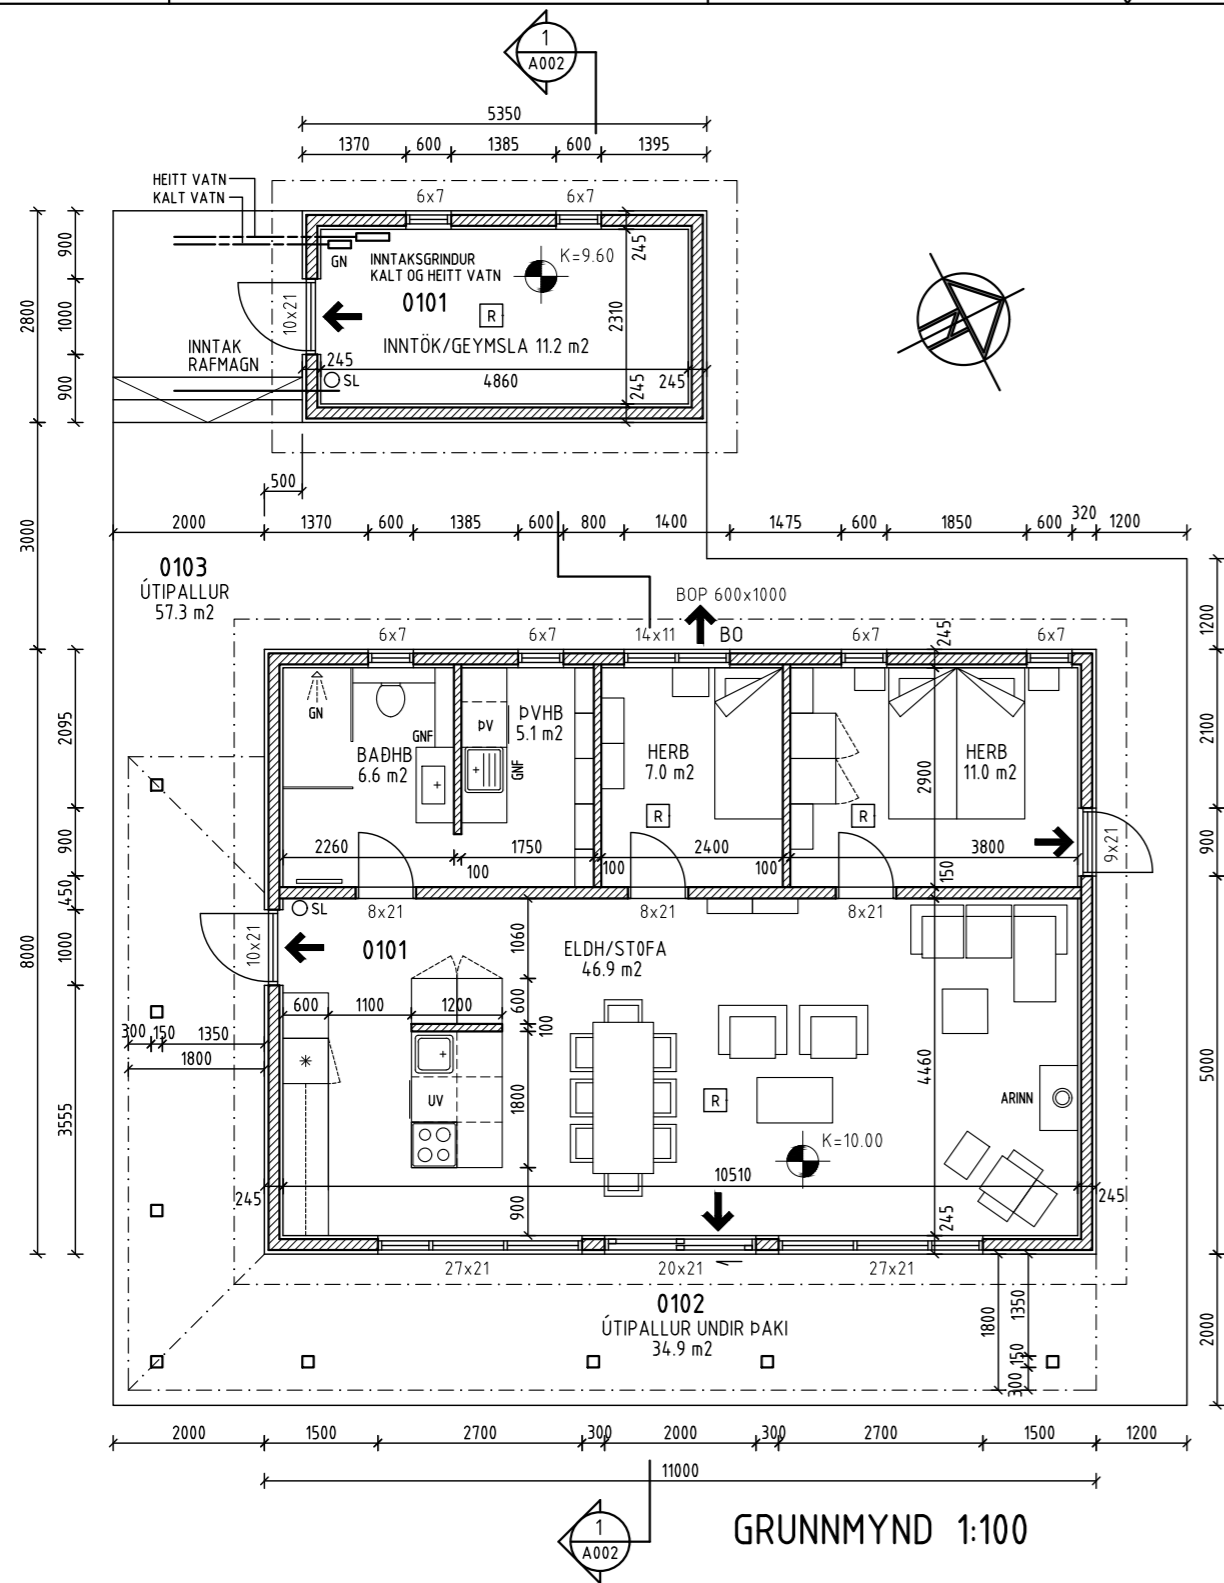 1
A002
5350
1370 600 1385 600 1395
HEITT VATN
KALT VATN
6x7 6x7
GN
INNTAKSGRINDUR
KALT OG HEITT VATN
K=9.60
245
900
1000
900
2800
10x21
0101
R
2310
INNTÖK/GEYMSLA 11.2 m2
INNTAK
RAFMAGN
245
SL
4860
245
245
500
3000
2000 1370 600 1385 600 800 1400 1475 600 1850 600 320 1200
0103
ÚTIPALLUR
57.3 m2
BOP 600x1000
6x7 6x7 14x11 BO 6x7 6x7
245
1200
GN
GNF
BAÐHB
6.6 m2
ÞV
GNF
ÞVHB
5.1 m2
HERB
7.0 m2
HERB
11.0 m2
2900
R
R
2095
900
450
1000
3555
8000
2100
900
5000
2000
2260 1750 2400 3800
100 100 100 150
9x21
SL
8x21 8x21 8x21
10x21
0101
1060
ELDH/STOFA
46.9 m2
600 1100 1200
600
100
300 150 1350
1800
UV
1800
R
4460
ARINN
K=10.00
10510
245 245
900
245
27x21 20x21 27x21
0102
ÚTIPALLUR UNDIR ÞAKI
34.9 m2
1800
1350
150
300
2000 1500 2700 300 2000 300 2700 1500 1200
11000
1
A002
GRUNNMYND 1:100